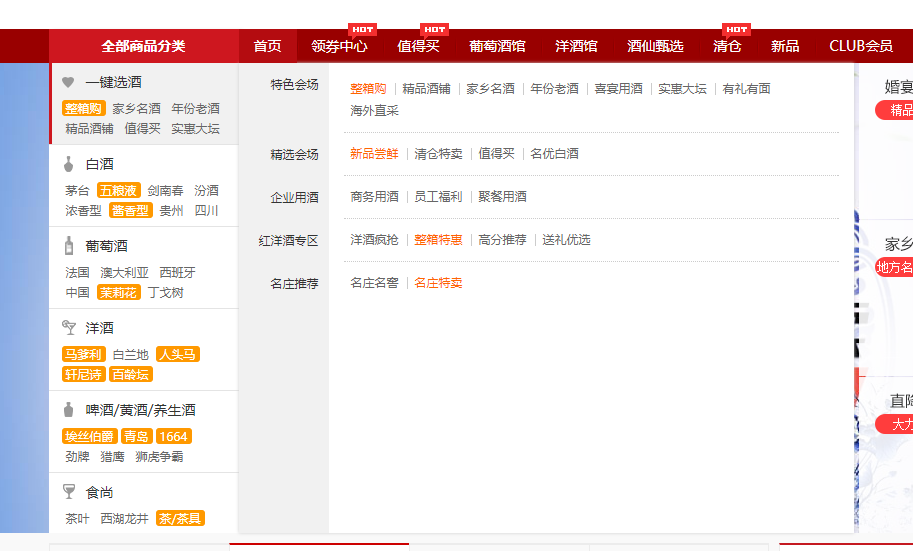 全部商品分类 首页 领券中心 HOT 值得买 HOT 葡萄酒馆 洋酒馆 酒仙甄选 清仓 HOT 新品 CLUB会员
一键选酒
整箱购 家乡名酒 年份老酒
精品酒铺 值得买 实惠大坛
白酒
茅台 五粮液 剑南春 汾酒
浓香型 酱香型 贵州 四川
葡萄酒
法国 澳大利亚 西班牙
中国 茉莉花 丁戈树
洋酒
马爹利 白兰地 人头马
轩尼诗 百龄坛
啤酒/黄酒/养生酒
埃丝伯爵 青岛 1664
劲牌 猎鹰 狮虎争霸
食尚
茶叶 西湖龙井 茶/茶具
特色会场 整箱购 精品酒铺 家乡名酒 年份老酒 喜宴用酒 实惠大坛 有礼有面
海外直采
精选会场 新品尝鲜 清仓特卖 值得买 名优白酒
企业用酒 商务用酒 员工福利 聚餐用酒
红洋酒专区 洋酒疯抢 整箱特惠 高分推荐 送礼优选
名庄推荐 名庄名窖 名庄特卖
婚宴
精品
家乡
地方名
直降
大力